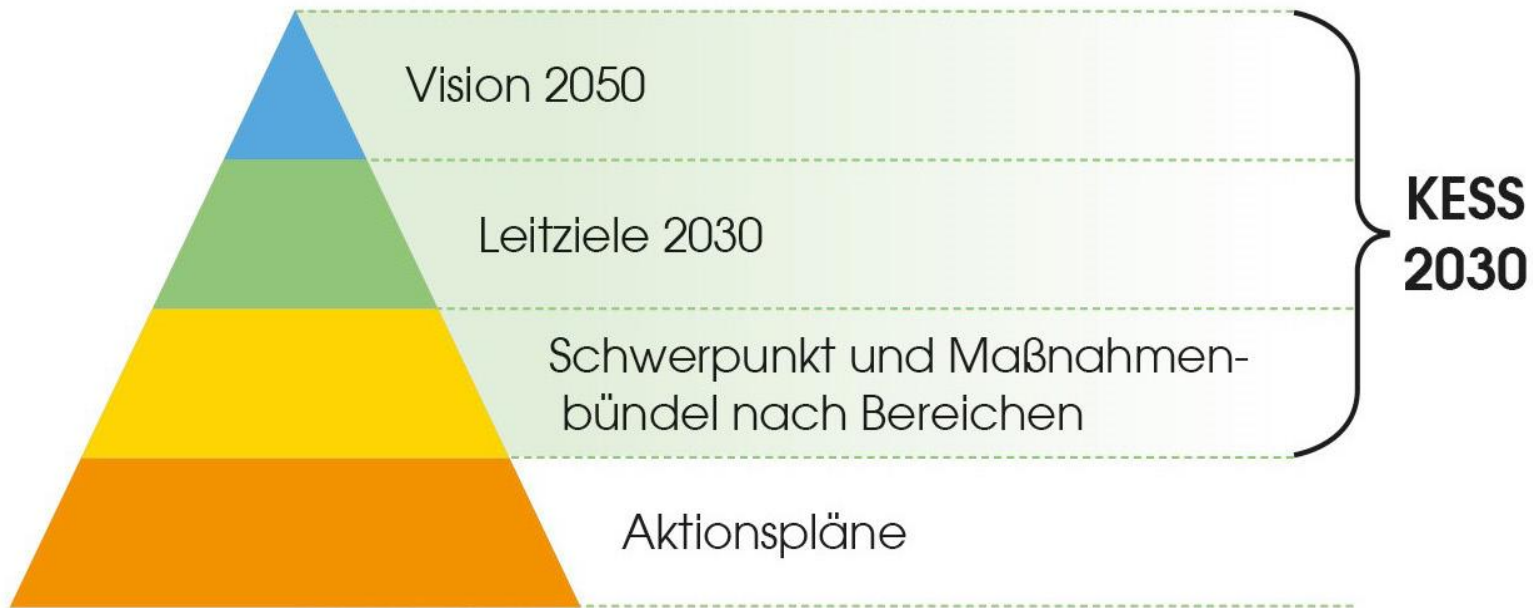 Vision 2050
Leitziele 2030
Schwerpunkt und Maßnahmen-
bündel nach Bereichen
Aktionspläne
KESS
2030